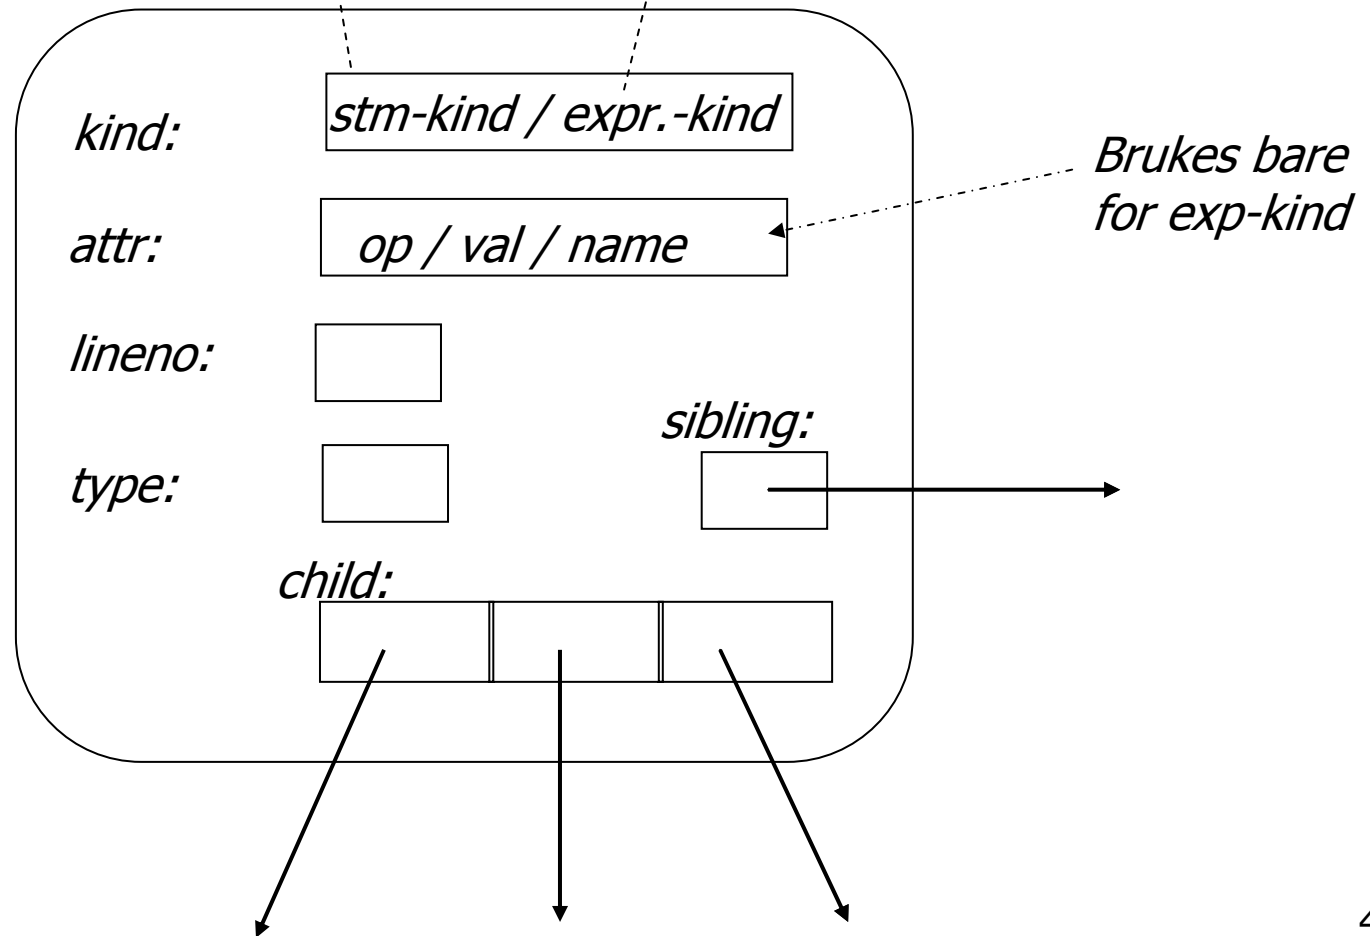 kind:
stm-kind / expr.-kind
Brukes bare
for exp-kind
attr:
op / val / name
lineno:
sibling:
type:
child: